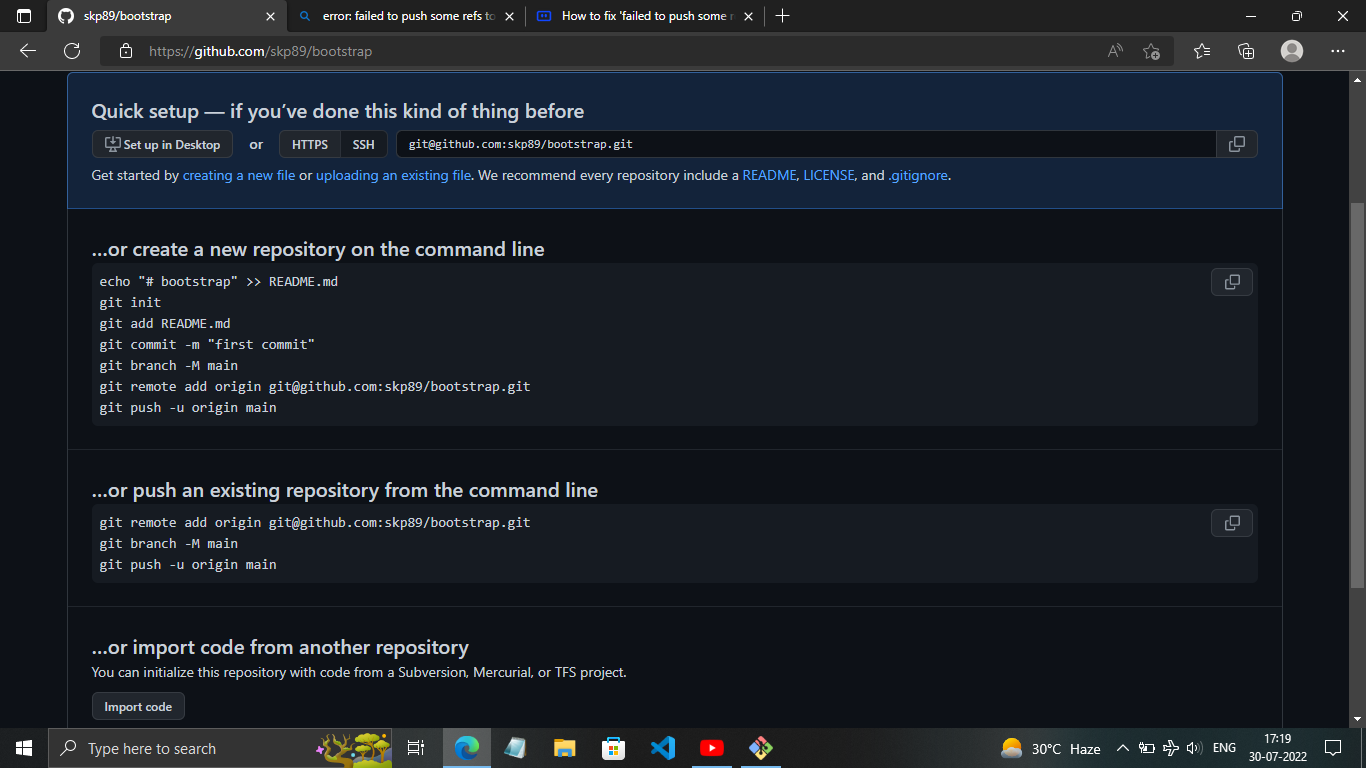 skp89/bootstrap
error: failed to push some refs to
How to fix 'failed to push some r
https://github.com/skp89/bootstrap
Quick setup — if you’ve done this kind of thing before
Set up in Desktop or HTTPS SSH git@github.com:skp89/bootstrap.git
Get started by creating a new file or uploading an existing file. We recommend every repository include a README, LICENSE, and .gitignore.
…or create a new repository on the command line
echo "# bootstrap" >> README.md
git init
git add README.md
git commit -m "first commit"
git branch -M main
git remote add origin git@github.com:skp89/bootstrap.git
git push -u origin main
…or push an existing repository from the command line
git remote add origin git@github.com:skp89/bootstrap.git
git branch -M main
git push -u origin main
…or import code from another repository
You can initialize this repository with code from a Subversion, Mercurial, or TFS project.
Import code
Type here to search
30°C Haze
ENG
17:19
30-07-2022